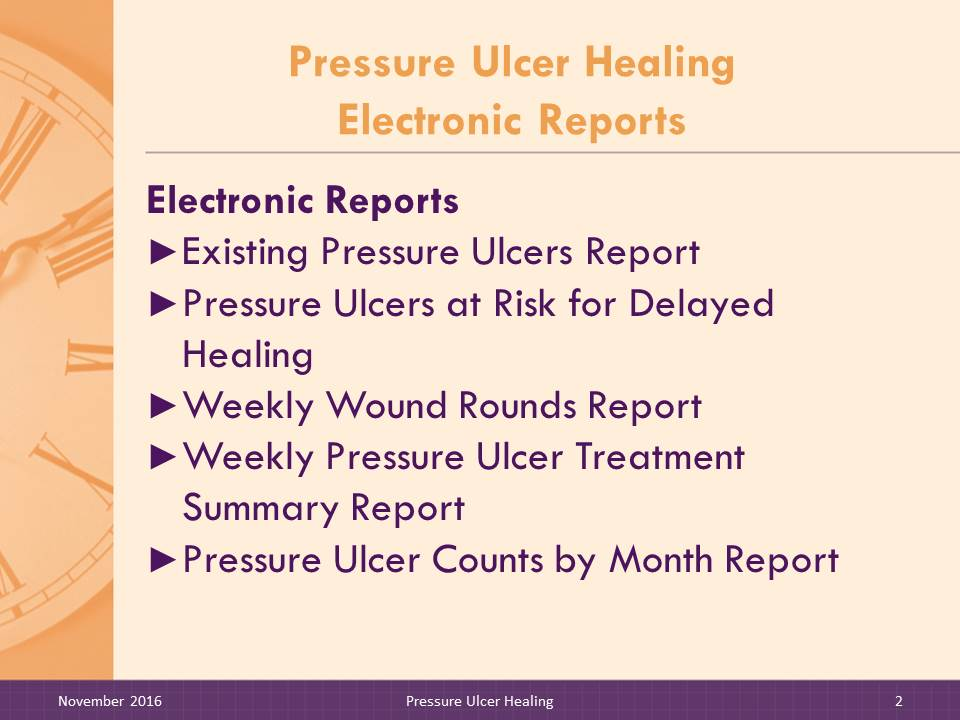 Pressure Ulcer Healing
Electronic Reports
Electronic Reports
►Existing Pressure Ulcers Report
►Pressure Ulcers at Risk for Delayed
Healing
►Weekly Wound Rounds Report
►Weekly Pressure Ulcer Treatment
Summary Report
►Pressure Ulcer Counts by Month Report
November 2016 Pressure Ulcer Healing 2